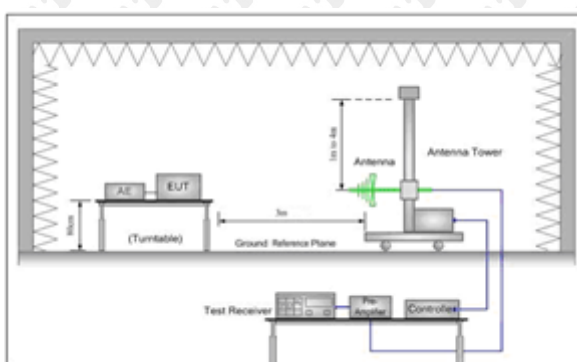 1m to 4m
Antenna
Antenna Tower
AE
EUT
80cm
3m
(Turntable)
Ground Reference Plane
Test Receiver
Pre-
Amplifier
Controller